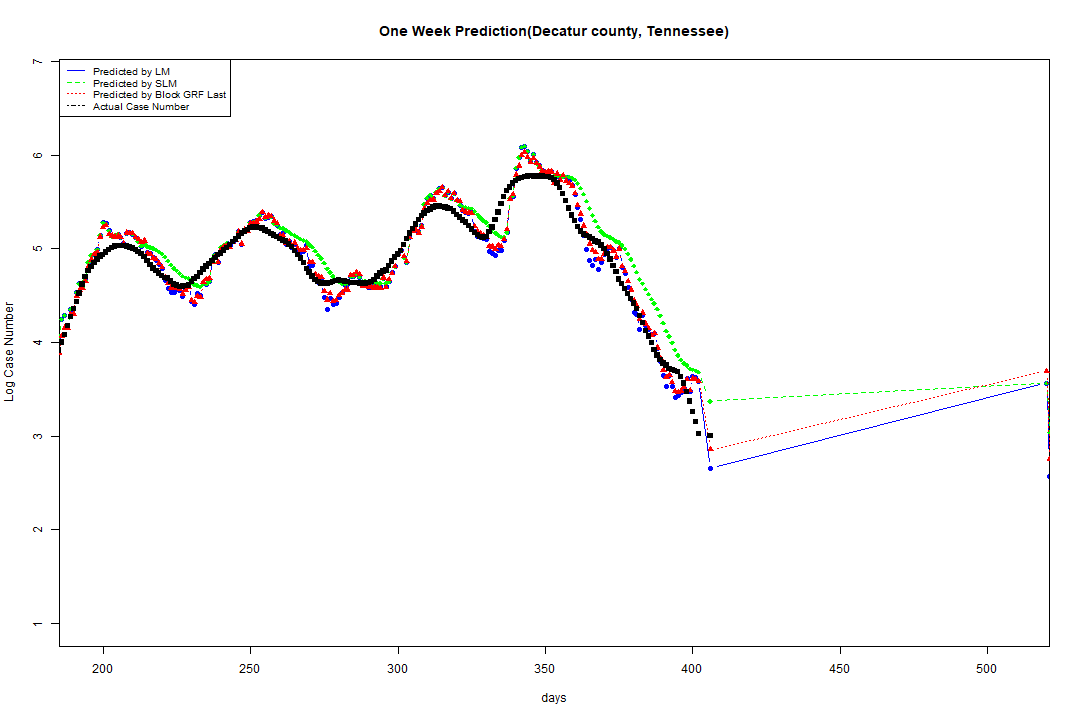 One Week Prediction(Decatur county, Tennessee)
Predicted by LM
Predicted by SLM
Predicted by Block GRF Last
Actual Case Number
7
6
5
4
3
2
1
Log Case Number
200 250 300 350 400 450 500
days